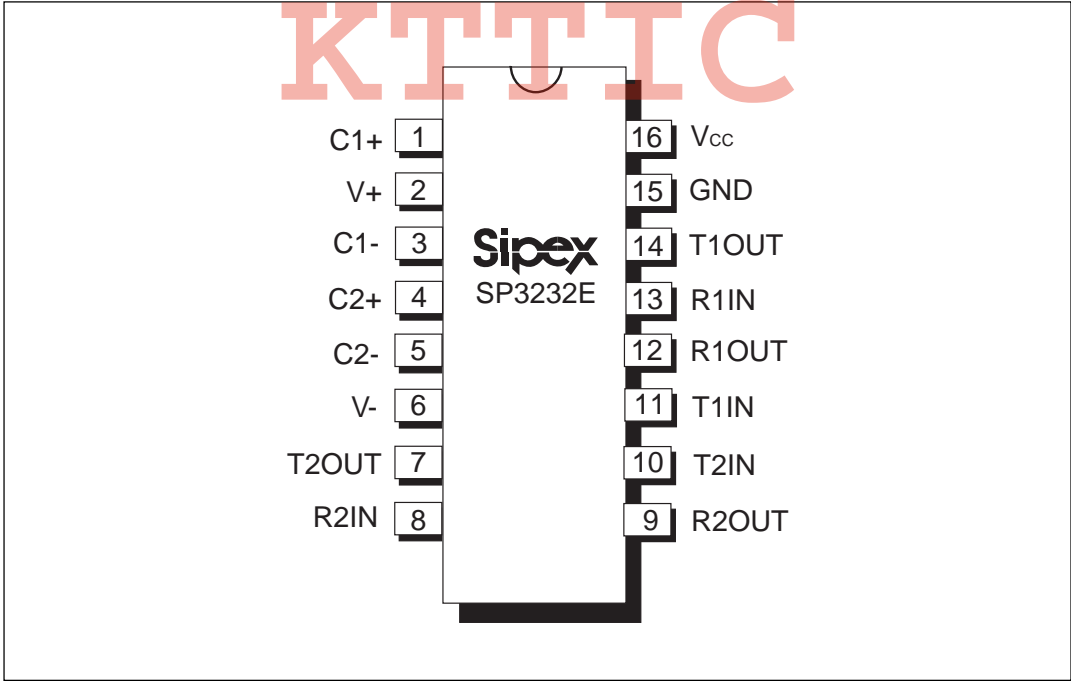 KTTIC
C1+ 1 16 Vcc
V+ 2 15 GND
C1- 3 Sipex 14 T1OUT
C2+ 4 SP3232E 13 R1IN
C2- 5 12 R1OUT
V- 6 11 T1IN
T2OUT 7 10 T2IN
R2IN 8 9 R2OUT